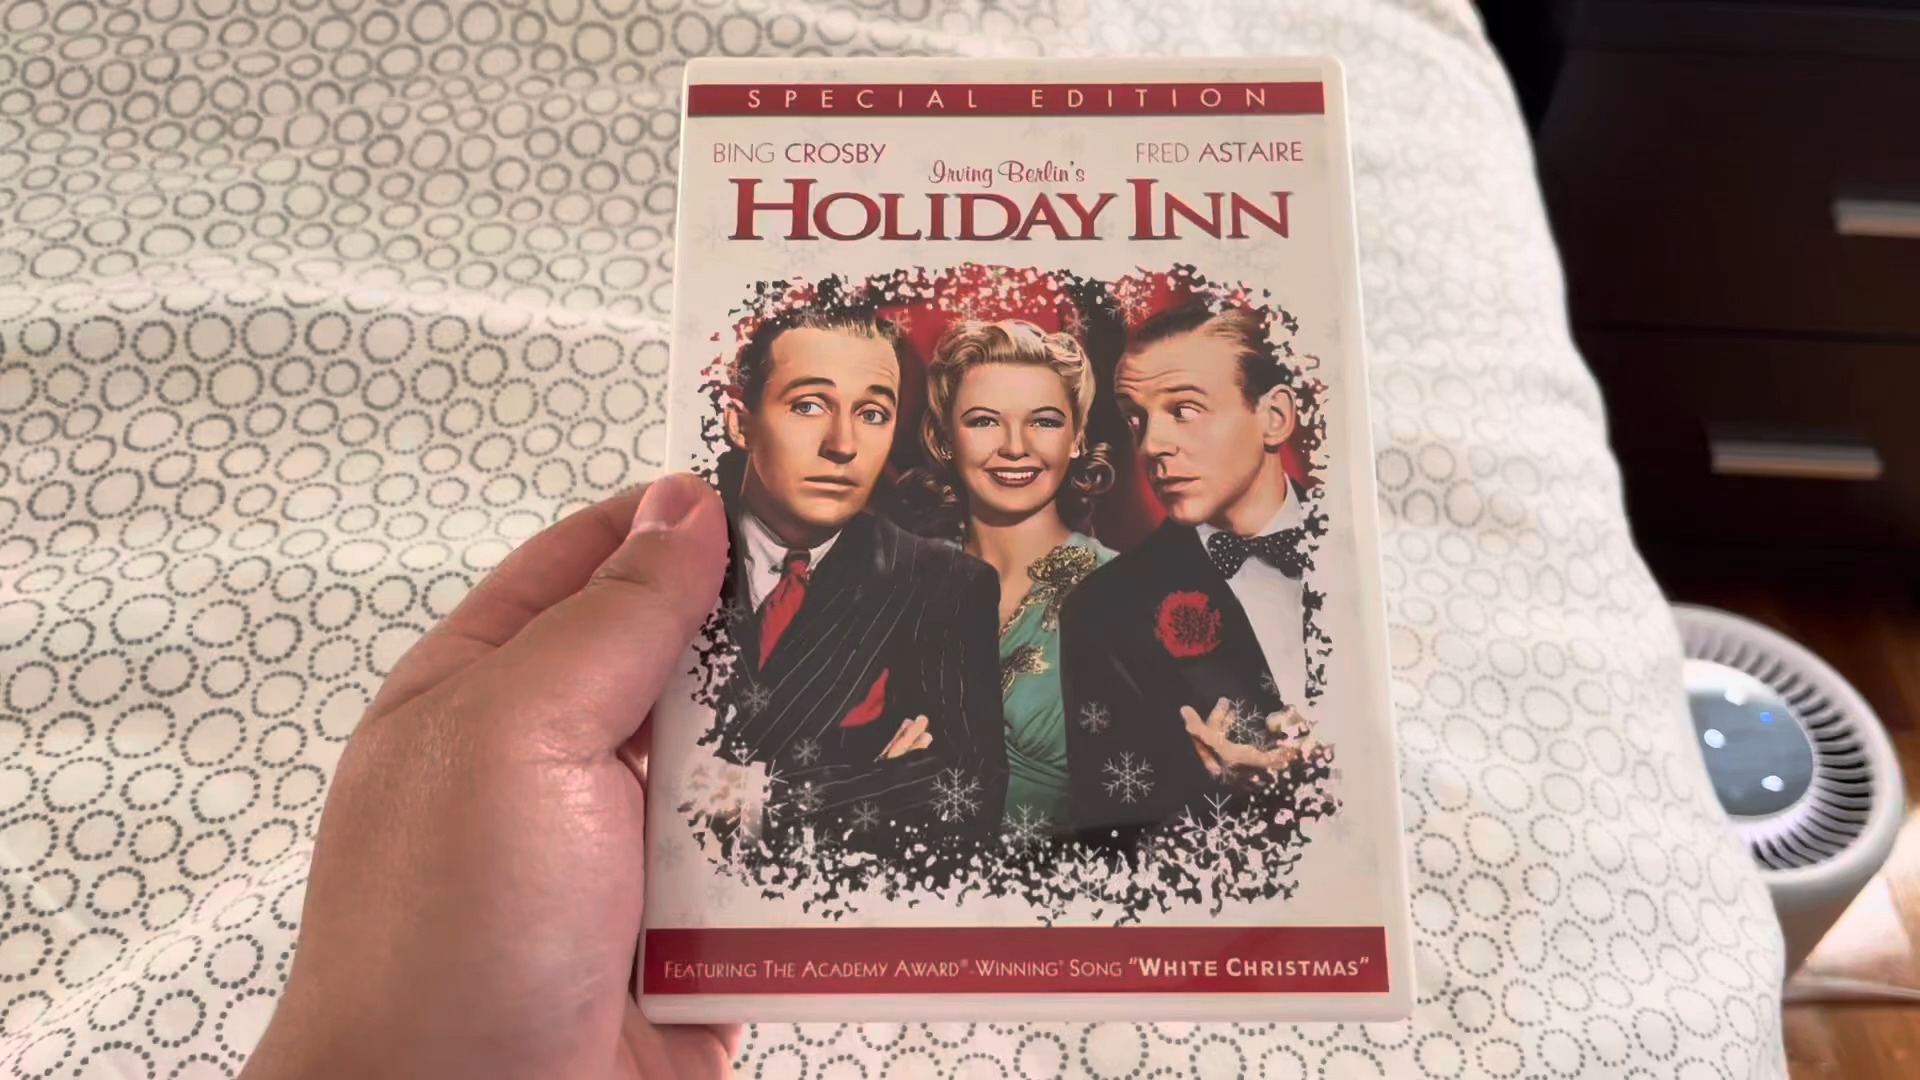 SPECIAL EDITION
BING CROSBY
FRED ASTAIRE
Irving Berlin's
HOLIDAY INN
FEATURING THE ACADEMY AWARD®-WINNING* SONG "WHITE CHRISTMAS"